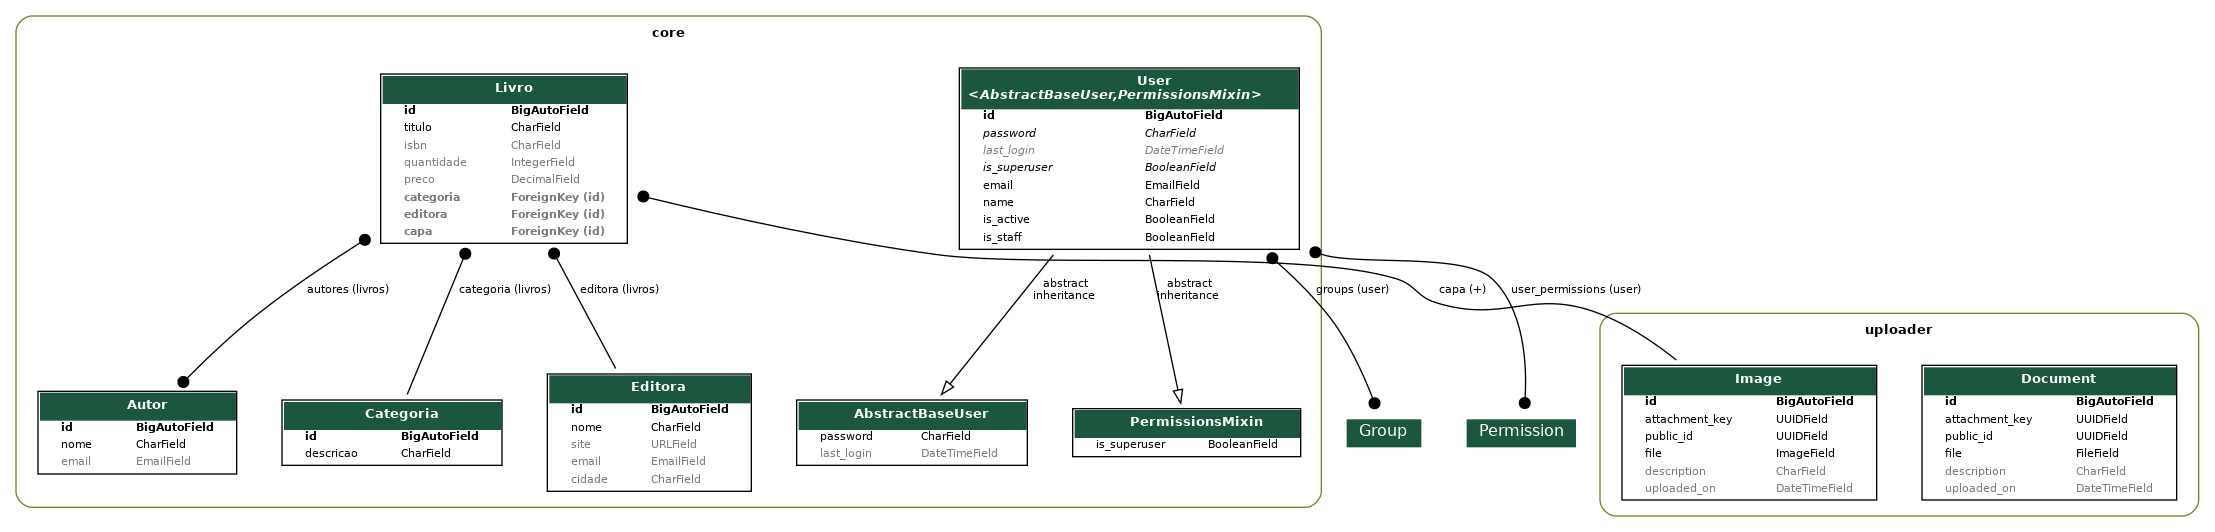 core
Livro
id BigAutoField
titulo CharField
isbn CharField
quantidade IntegerField
preco DecimalField
categoria ForeignKey (id)
editora ForeignKey (id)
capa ForeignKey (id)
User
<AbstractBaseUser,PermissionsMixin>
id BigAutoField
password CharField
last_login DateTimeField
is_superuser BooleanField
email EmailField
name CharField
is_active BooleanField
is_staff BooleanField
autores (livros)
categoria (livros)
editora (livros)
abstract
inheritance
abstract
inheritance
groups (user)
capa (+)
user_permissions (user)
Autor
id BigAutoField
nome CharField
email EmailField
Categoria
id BigAutoField
descricao CharField
Editora
id BigAutoField
nome CharField
site URLField
email EmailField
cidade CharField
AbstractBaseUser
password CharField
last_login DateTimeField
PermissionsMixin
is_superuser BooleanField
Group
Permission
uploader
Image
id BigAutoField
attachment_key UUIDField
public_id UUIDField
file ImageField
description CharField
uploaded_on DateTimeField
Document
id BigAutoField
attachment_key UUIDField
public_id UUIDField
file FileField
description CharField
uploaded_on DateTimeField